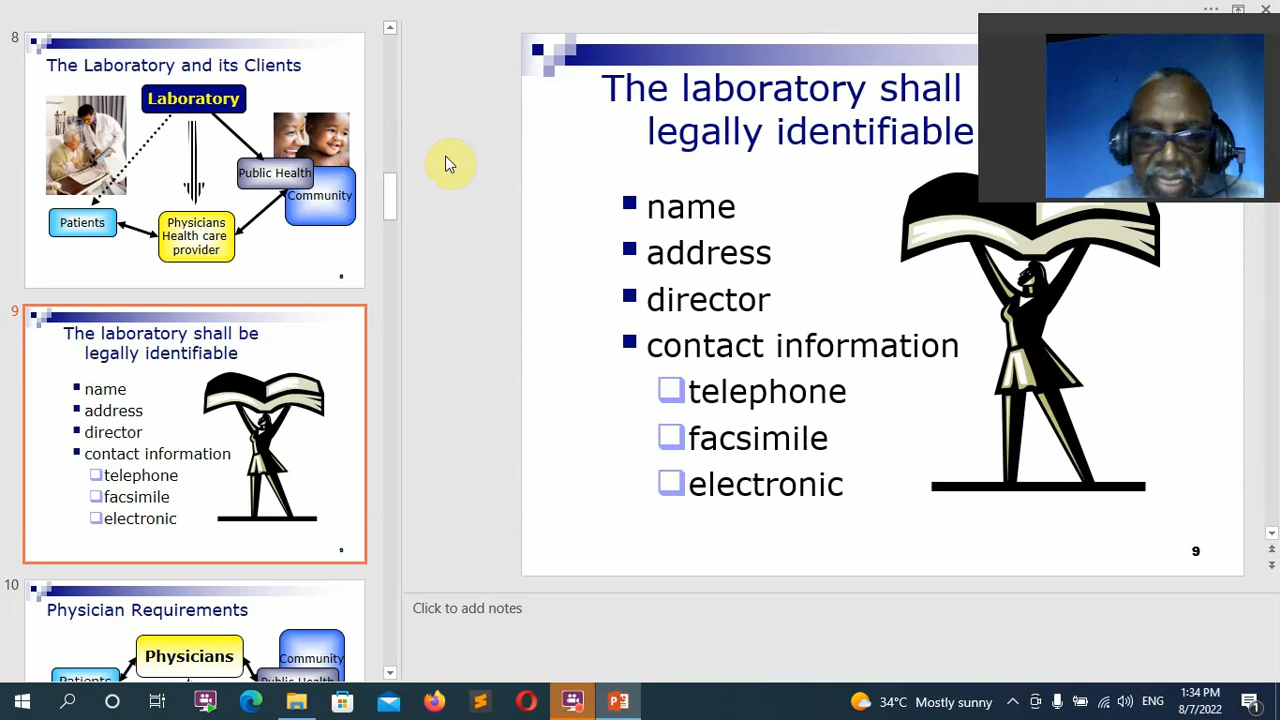 8
The Laboratory and its Clients
Laboratory
Public Health
Community
Patients
Physicians
Health care
provider
8
9
The laboratory shall be
legally identifiable
name
address
director
contact information
telephone
facsimile
electronic
9
10
Physician Requirements
Physicians
Community
Patients
Public Health
The laboratory shall
legally identifiable
name
address
director
contact information
telephone
facsimile
electronic
9
Click to add notes
34°C Mostly sunny
ENG
1:34 PM
8/7/2022
1